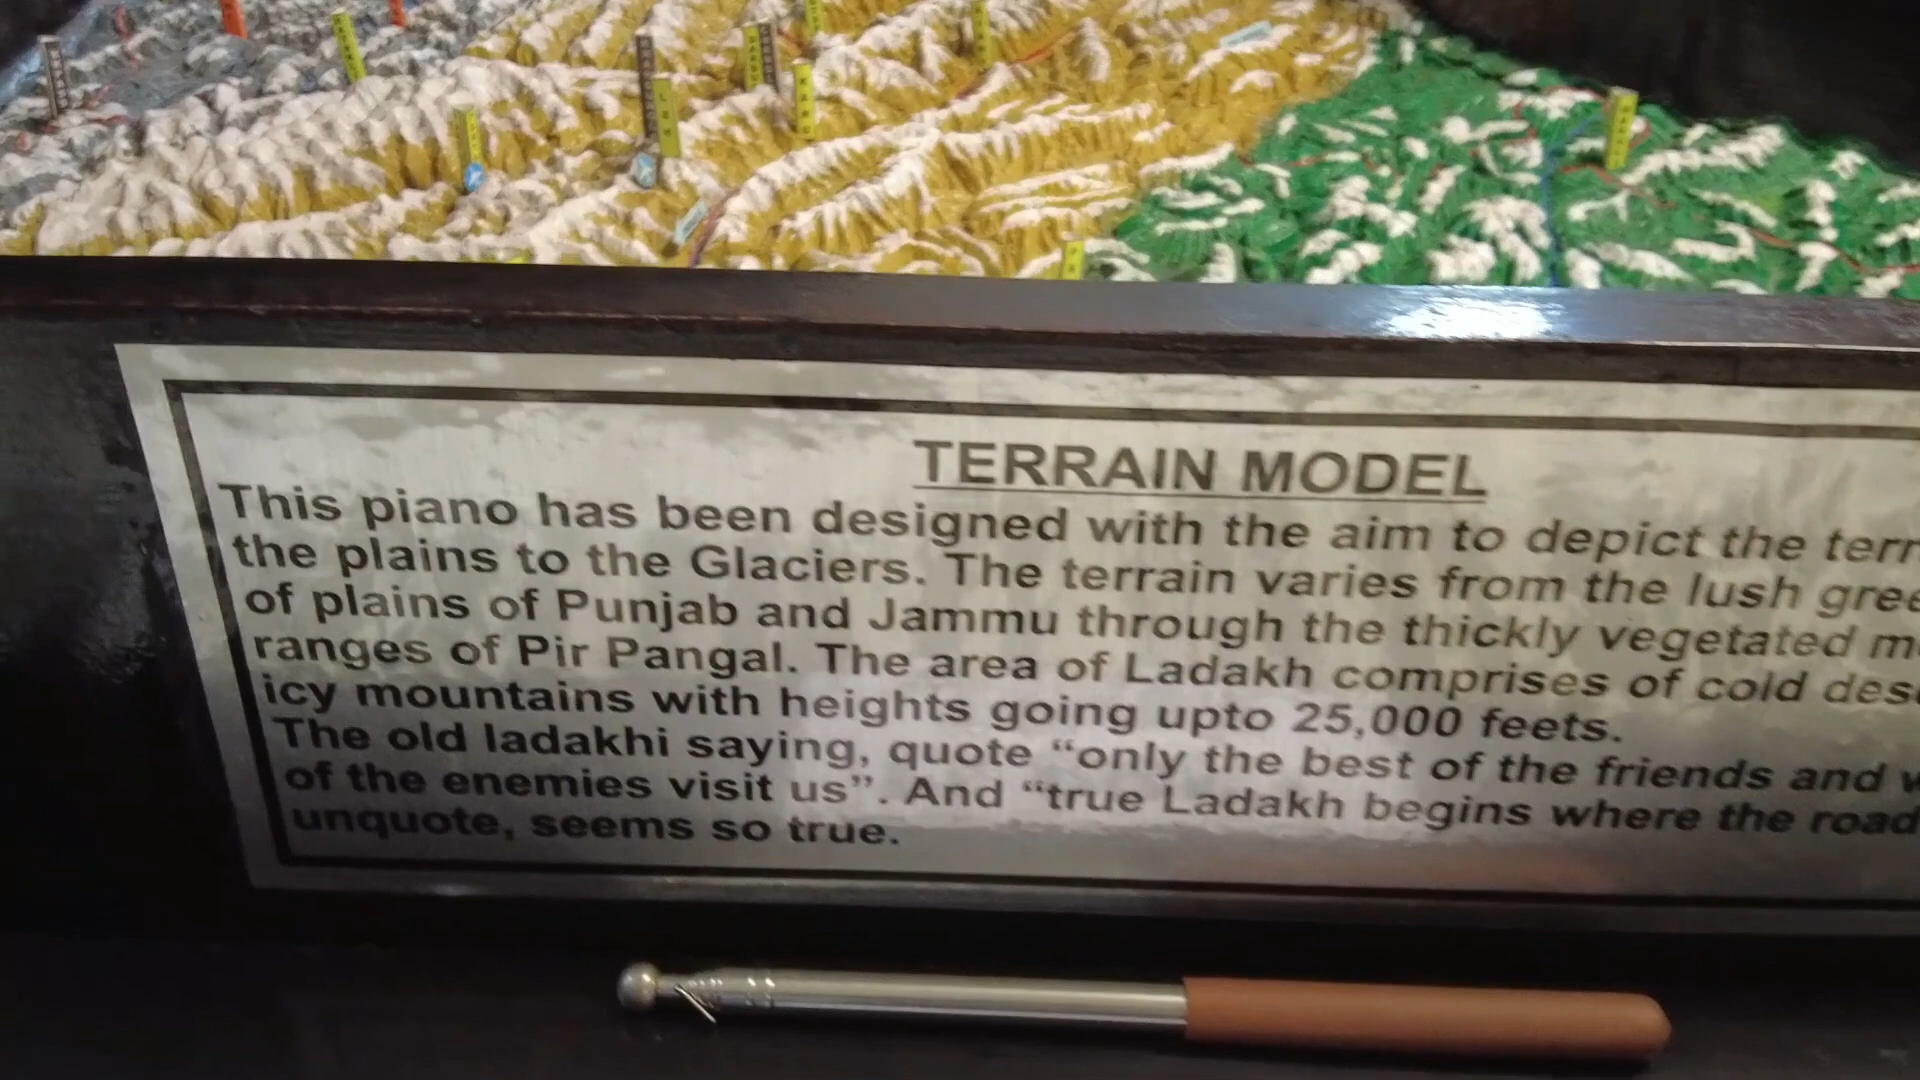 TERRAIN MODEL
This piano has been designed with the aim to depict the
the plains to the Glaciers. The terrain varies from the lush
of plains of Punjab and Jammu through the thickly vegetated
ranges of Pir Pangal. The area of Ladakh comprises of cold
icy mountains with heights going upto 25,000 feets.
The old ladakhi saying, quote “only the best of the friends and
of the enemies visit us”. And “true Ladakh begins where the road
unquote, seems so true.